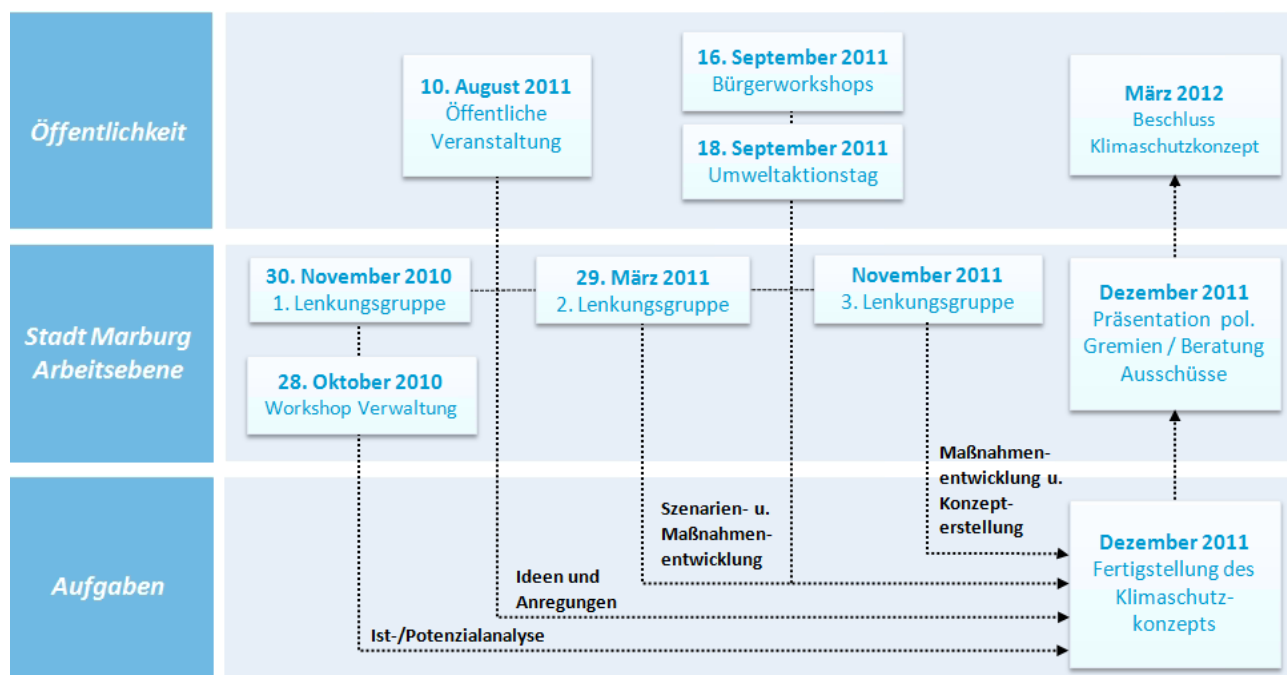 Öffentlichkeit
10. August 2011
Öffentliche
Veranstaltung
16. September 2011
Bürgerworkshops
18. September 2011
Umweltaktionstag
März 2012
Beschluss
Klimaschutzkonzept
Stadt Marburg
Arbeitsebene
30. November 2010
1. Lenkungsgruppe
28. Oktober 2010
Workshop Verwaltung
29. März 2011
2. Lenkungsgruppe
November 2011
3. Lenkungsgruppe
Dezember 2011
Präsentation pol.
Gremien / Beratung
Ausschüsse
Aufgaben
Ist-/Potenzialanalyse
Ideen und
Anregungen
Szenarien- u.
Maßnahmen-
entwicklung
Maßnahmen-
entwicklung u.
Konzept-
erstellung
Dezember 2011
Fertigstellung des
Klimaschutz-
konzepts